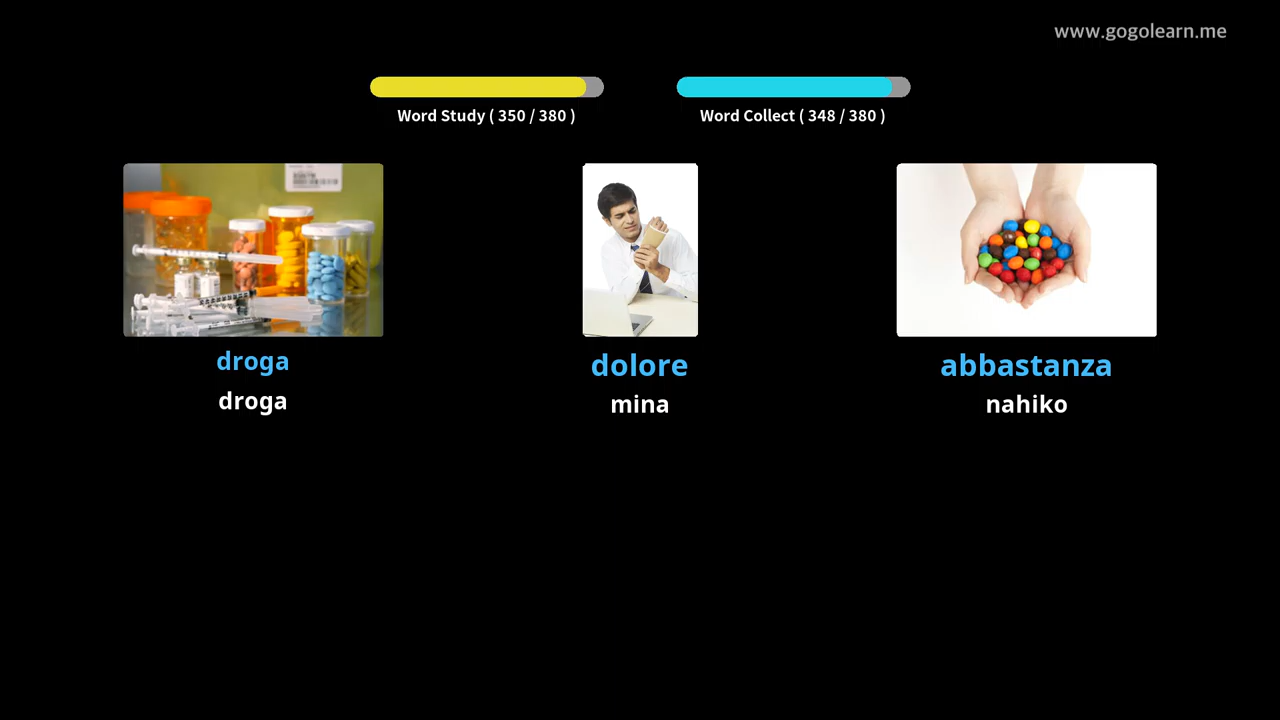 www.gogolearn.me
Word Study ( 350 / 380 )
Word Collect ( 348 / 380 )
droga
droga
dolore
mina
abbastanza
nahiko